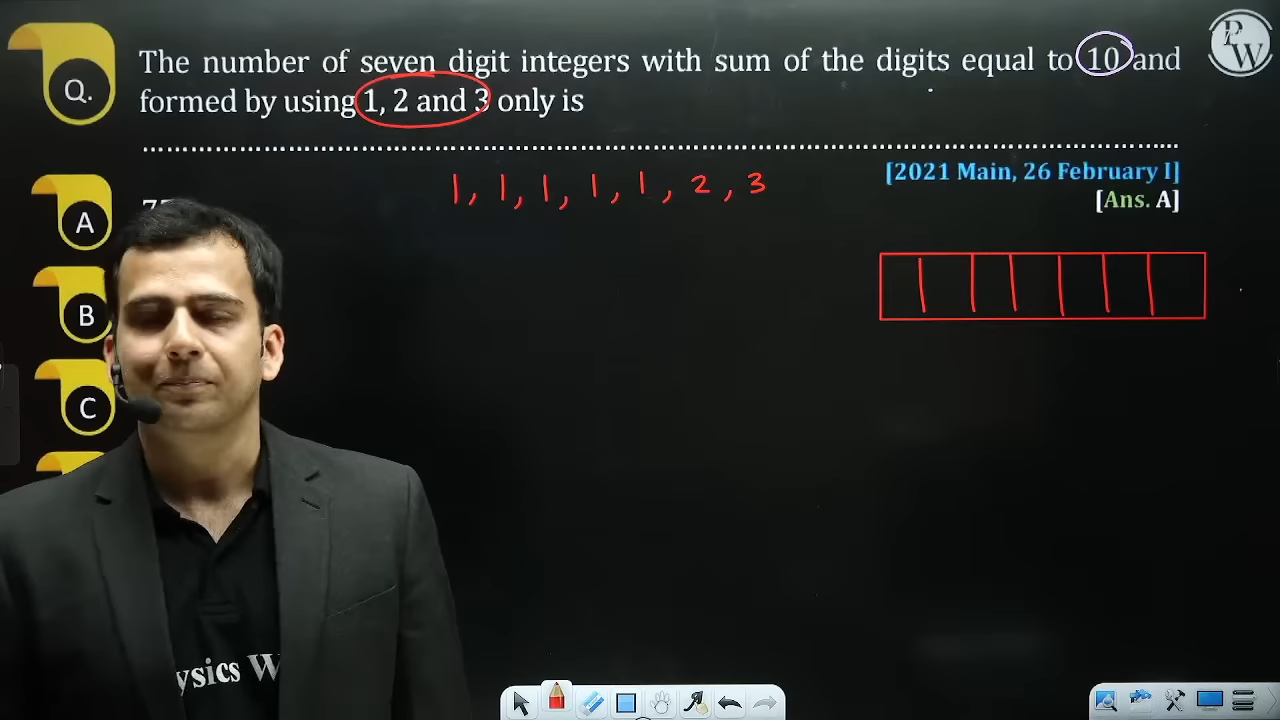 Q.
The number of seven digit integers with sum of the digits equal to 10 and
formed by using 1, 2 and 3 only is
[2021 Main, 26 February I]
[Ans. A]
1, 1, 1, 1, 1, 2, 3
A
B
C
PW
ysics W